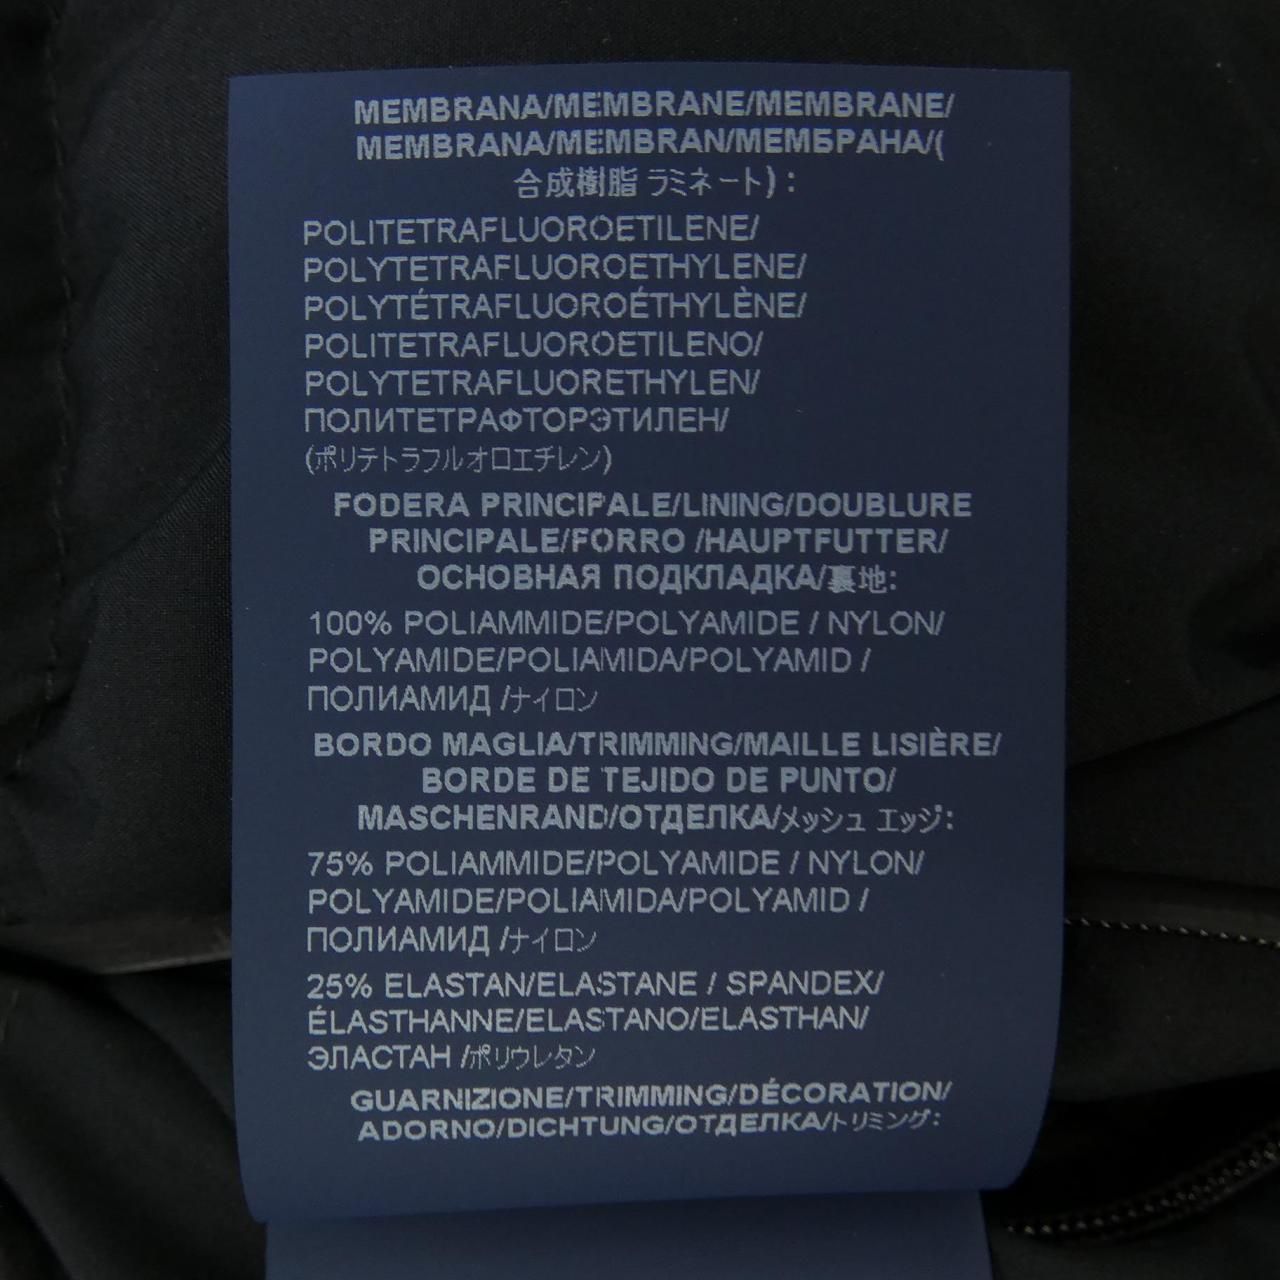 MEMBRANA/MEMBRANE/MEMBRANE/
MEMBRANA/MEMBRAN/МЕМБРАНА/(
合成樹脂 ラミネート) :
POLITETRAFLUOROETILENE/
POLYTETRAFLUOROETHYLENE/
POLYTÉTRAFLUOROÉTHYLÈNE/
POLITETRAFLUOROETILENO/
POLYTETRAFLUORETHYLEN/
ПОЛИТЕТРАФТОРЭТИЛЕН/
(ポリテトラフルオロエチレン)
FODERA PRINCIPALE/LINING/DOUBLURE
PRINCIPALE/FORRO /HAUPTFUTTER/
ОСНОВНАЯ ПОДКЛАДКА/裏地:
100% POLIAMMIDE/POLYAMIDE / NYLON/
POLYAMIDE/POLIAMIDA/POLYAMID /
ПОЛИАМИД /ナイロン
BORDO MAGLIA/TRIMMING/MAILLE LISIÈRE/
BORDE DE TEJIDO DE PUNTO/
MASCHENRAND/ОТДЕЛКА/メッシュ エッジ:
75% POLIAMMIDE/POLYAMIDE / NYLON/
POLYAMIDE/POLIAMIDA/POLYAMID /
ПОЛИАМИД /ナイロン
25% ELASTAN/ELASTANE / SPANDEX/
ÉLASTHANNE/ELASTANO/ELASTHAN/
ЭЛАСТАН /ポリウレタン
GUARNIZIONE/TRIMMING/DÉCORATION/
ADORNO/DICHTUNG/ОТДЕЛКА/トリミング: